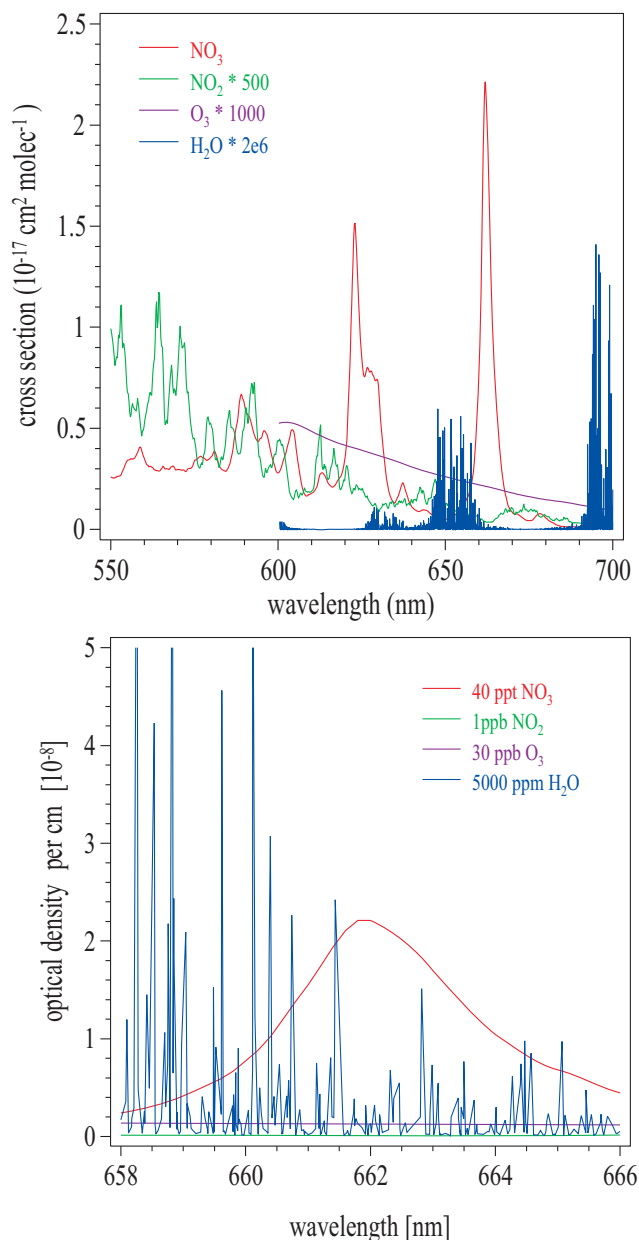 2.5
2
1.5
1
0.5
0
cross section (10⁻¹⁷ cm² molec⁻¹)
NO₃
NO₂ * 500
O₃ * 1000
H₂O * 2e6
550 600 650 700
wavelength (nm)
5
4
3
2
1
0
optical density per cm [10⁻⁸]
40 ppt NO₃
1ppb NO₂
30 ppb O₃
5000 ppm H₂O
658 660 662 664 666
wavelength [nm]